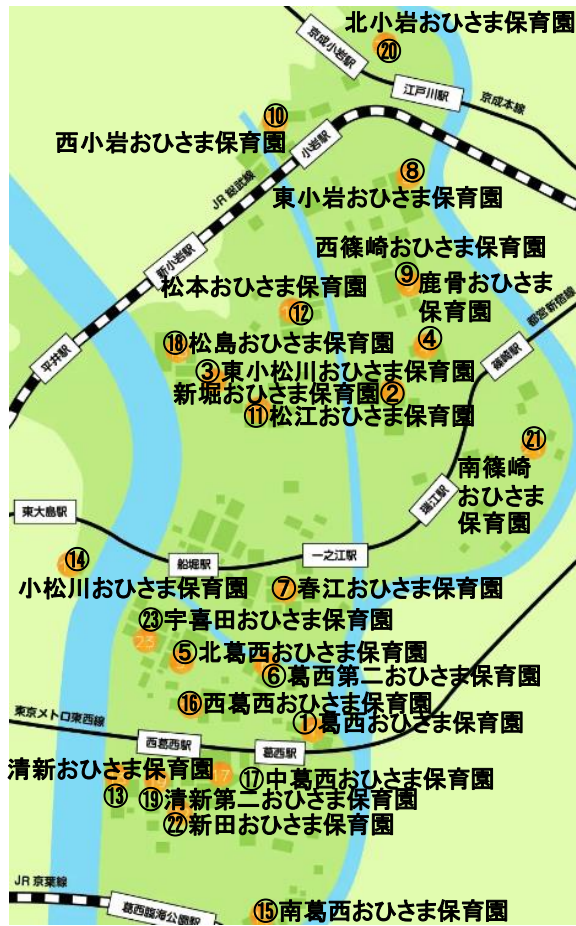 北小岩おひさま保育園
⑳
京成小岩駅
江戸川駅
京成本線
⑩
西小岩おひさま保育園
小岩駅
JR 総武線
⑧
東小岩おひさま保育園
新小岩駅
西篠崎おひさま保育園
⑨鹿骨おひさま
保育園
松本おひさま保育園
⑫
都営新宿線
④
篠崎駅
平井駅
⑱松島おひさま保育園
③東小松川おひさま保育園
新堀おひさま保育園②
⑪松江おひさま保育園
㉑
南篠崎
おひさま
保育園
瑞江駅
東大島駅
船堀駅
一之江駅
⑭
小松川おひさま保育園
⑦春江おひさま保育園
㉓宇喜田おひさま保育園
23
⑤北葛西おひさま保育園
⑥葛西第二おひさま保育園
⑯西葛西おひさま保育園
東京メトロ東西線
①葛西おひさま保育園
西葛西駅
葛西駅
清新おひさま保育園
17
⑰中葛西おひさま保育園
⑬
⑲清新第二おひさま保育園
㉒新田おひさま保育園
JR 京葉線
葛西臨海公園駅
⑮南葛西おひさま保育園